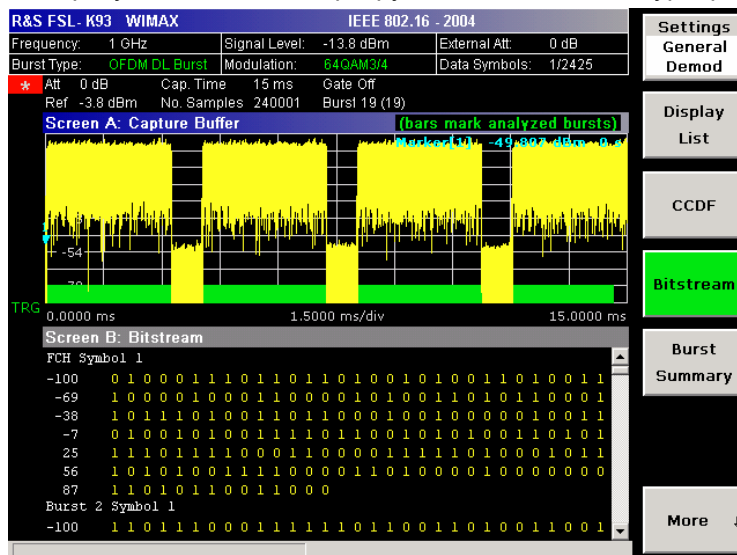 R&S FSL- K93 WIMAX IEEE 802.16 - 2004
Frequency: 1 GHz Signal Level: -13.8 dBm External Att: 0 dB
Burst Type: OFDM DL Burst Modulation: 64QAM3/4 Data Symbols: 1/2425
* Att 0 dB Cap. Time 15 ms Gate Off
Ref -3.8 dBm No. Samples 240001 Burst 19 (19)
Screen A: Capture Buffer (bars mark analyzed bursts)
Marker[1] -49.807 dBm 0 s
1
-54
TRG
0.0000 ms 1.5000 ms/div 15.0000 ms
Screen B: Bitstream
FCH Symbol 1
-100 0 1 0 0 0 1 1 1 0 1 1 0 1 1 0 1 0 0 1 0 1 0 0 1 1 0 1 0 0 1 1
-69 1 0 0 0 1 0 0 0 1 0 0 1 0 1 1 1 0 1 0 0 0 0 1 0 1 0 1 0 0 1 1
-38 1 0 1 1 1 0 1 0 0 1 1 0 1 1 0 0 0 1 0 0 1 0 0 0 0 0 0 1 0 1 1
-7 0 1 0 0 1 0 1 0 0 1 1 1 1 0 1 1 0 0 1 0 0 1 0 1 0 0 1 0 1 0 1
25 1 1 1 0 1 0 1 1 1 0 0 0 1 1 0 0 0 1 1 1 1 0 1 0 0 1 0 1 0 1 1
56 1 0 1 0 1 0 0 1 1 1 1 0 0 0 0 1 1 0 1 0 0 0 1 0 0 0 0 0 0 0
87 1 1 0 1 0 1 1 0 0 1 1 0 0 0
Burst 2 Symbol 1
-100 1 1 0 1 1 1 0 0 0 1 1 1 1 1 1 1 0 1 1 0 0 1 1 0 1 0 1 1 0 0 1
Settings
General
Demod
Display
List
CCDF
Bitstream
Burst
Summary
More ↓